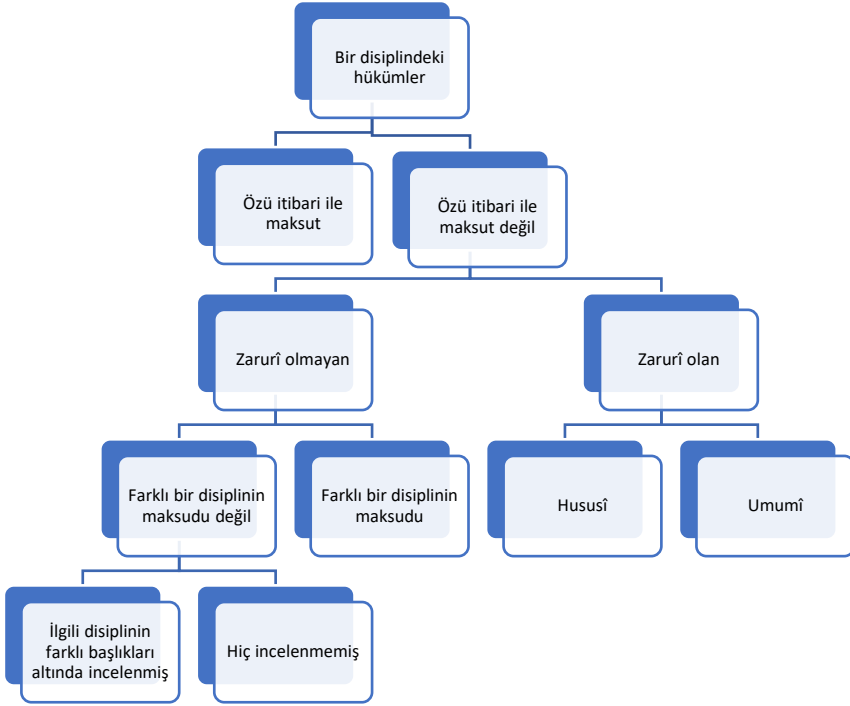 Bir disiplindeki
hükümler
Özü itibari ile
maksut
Özü itibari ile
maksut değil
Zarurî olmayan
Zarurî olan
Farklı bir disiplinin
maksudu değil
Farklı bir disiplinin
maksudu
Hususî
Umumî
İlgili disiplinin
farklı başlıkları
altında incelenmiş
Hiç incelenmemiş